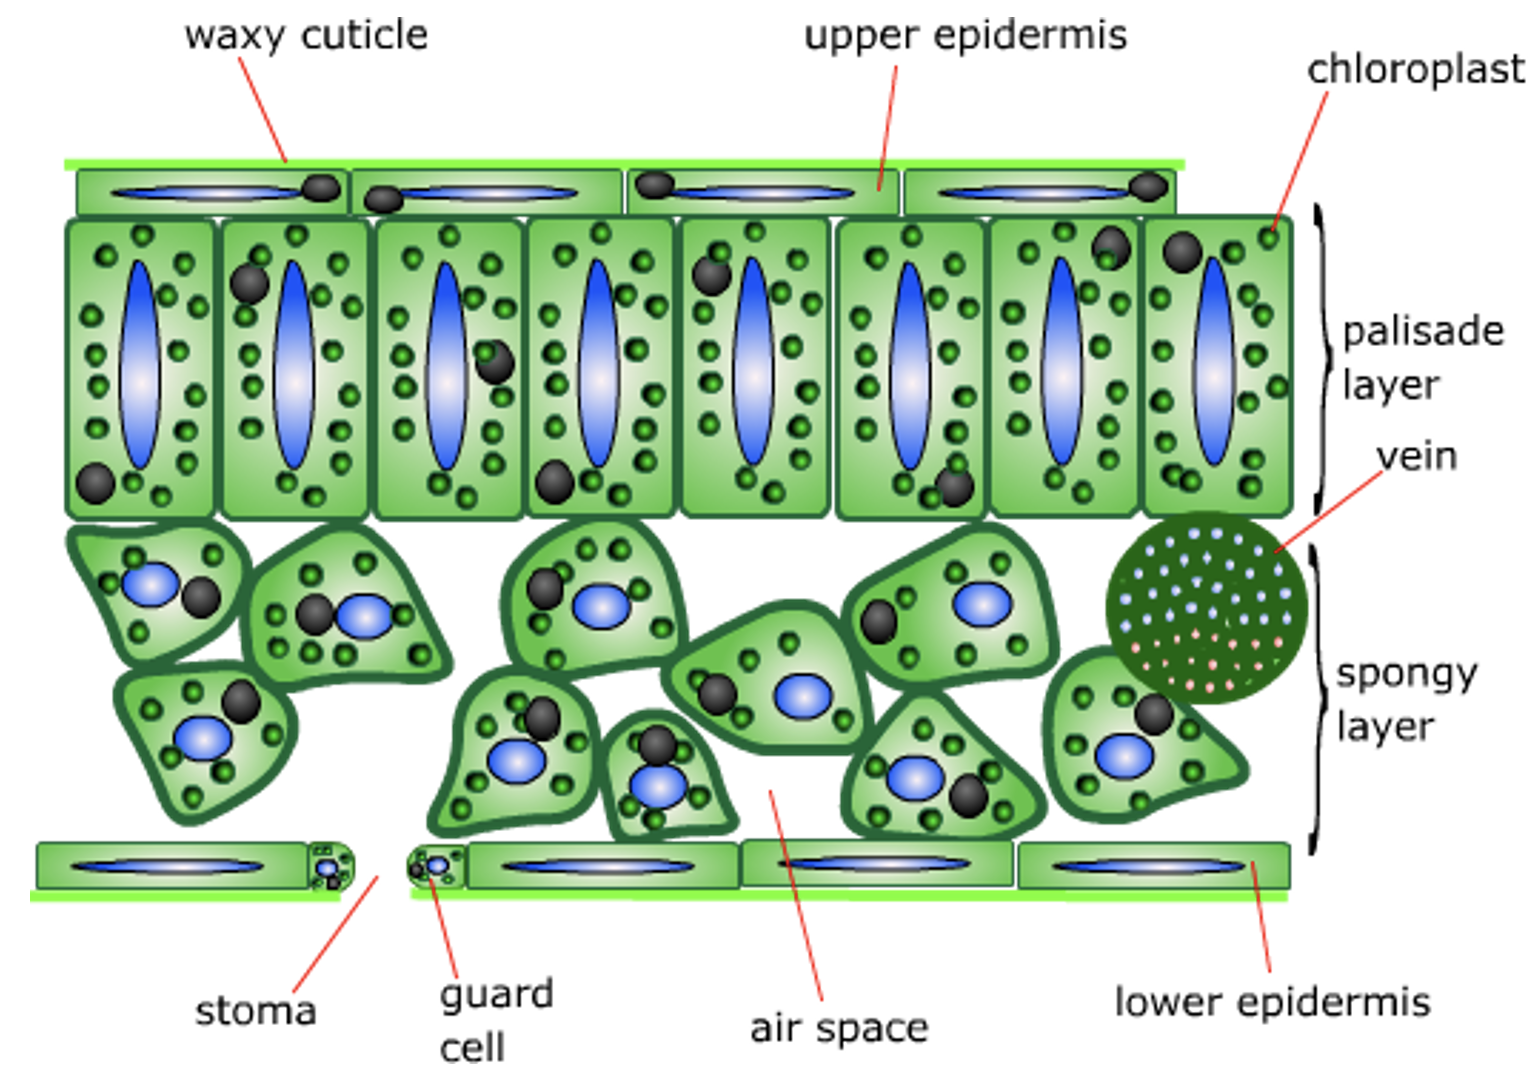 waxy cuticle
upper epidermis
chloroplast
palisade
layer
vein
spongy
layer
stoma
guard
cell
air space
lower epidermis